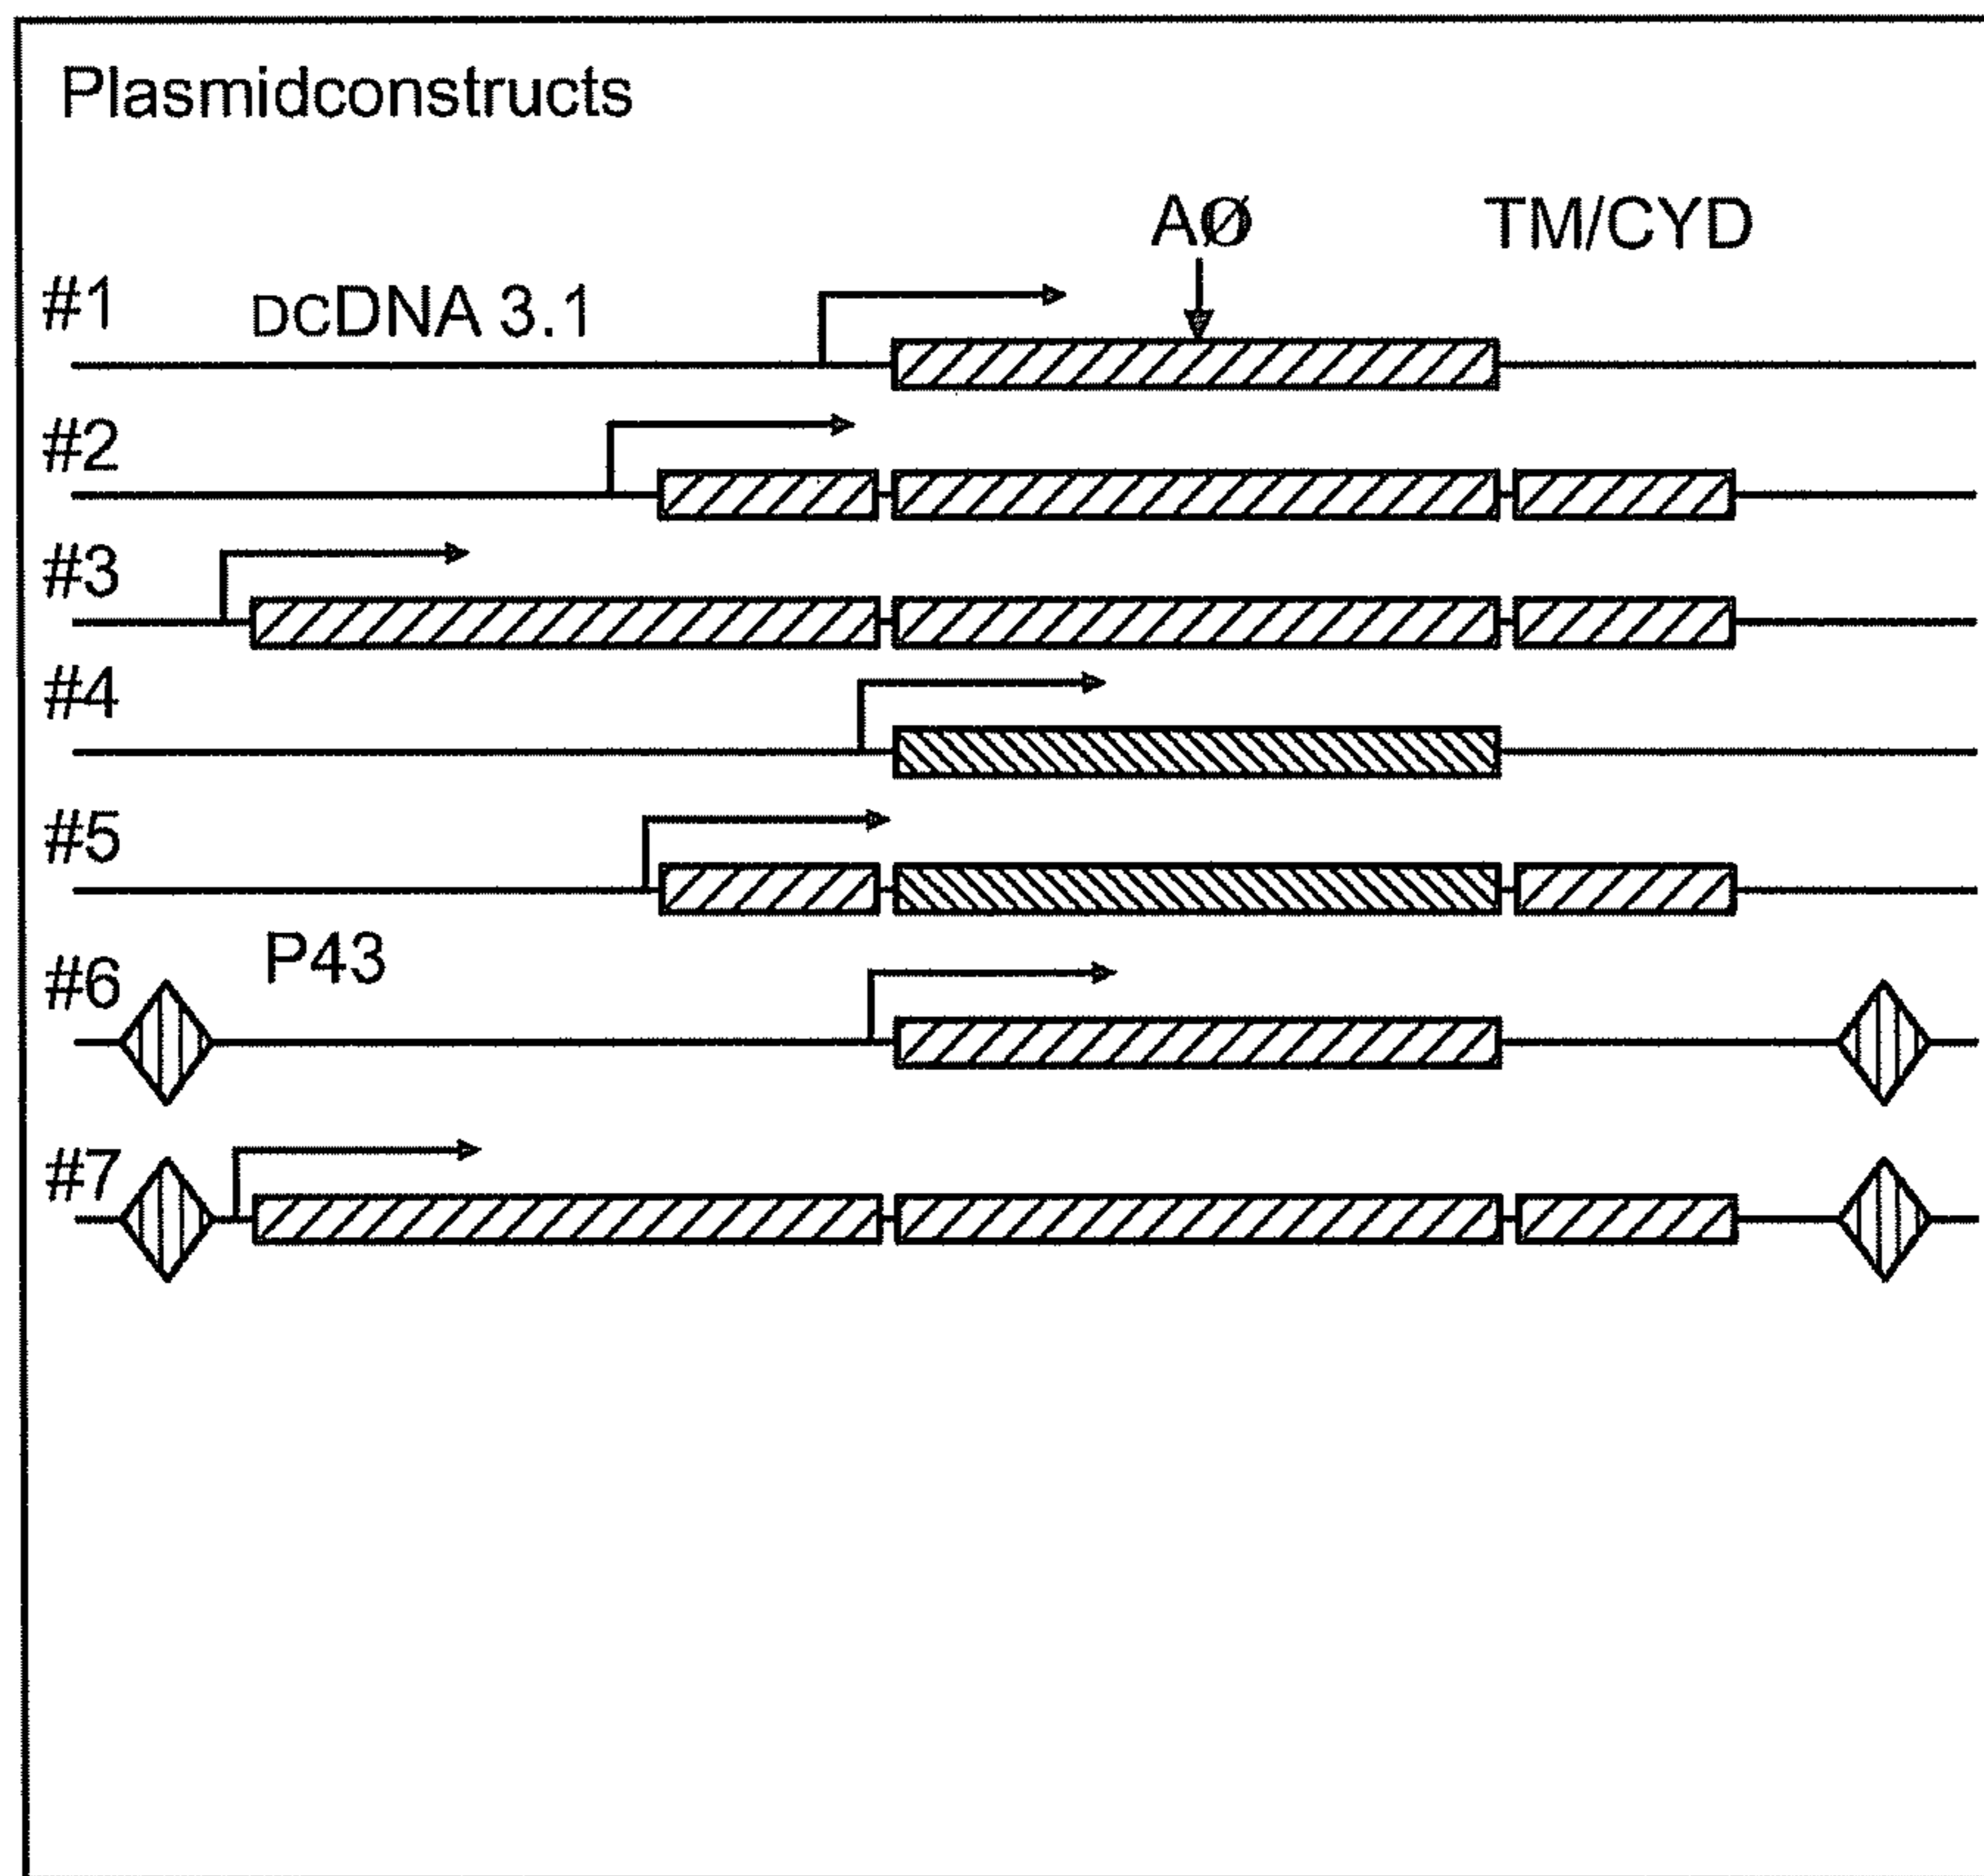 Plasmidconstructs
AØ TM/CYD
#1 DCDNA 3.1
#2
#3
#4
#5
#6 P43
#7